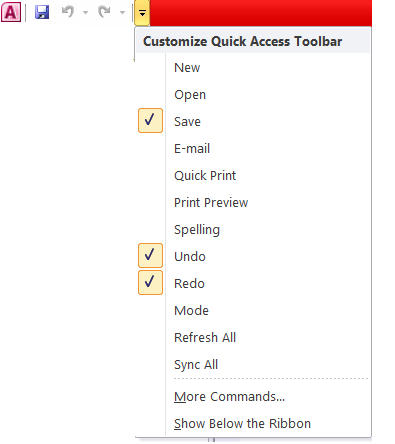 A
Customize Quick Access Toolbar
New
Open
Save
E-mail
Quick Print
Print Preview
Spelling
Undo
Redo
Mode
Refresh All
Sync All
More Commands...
Show Below the Ribbon